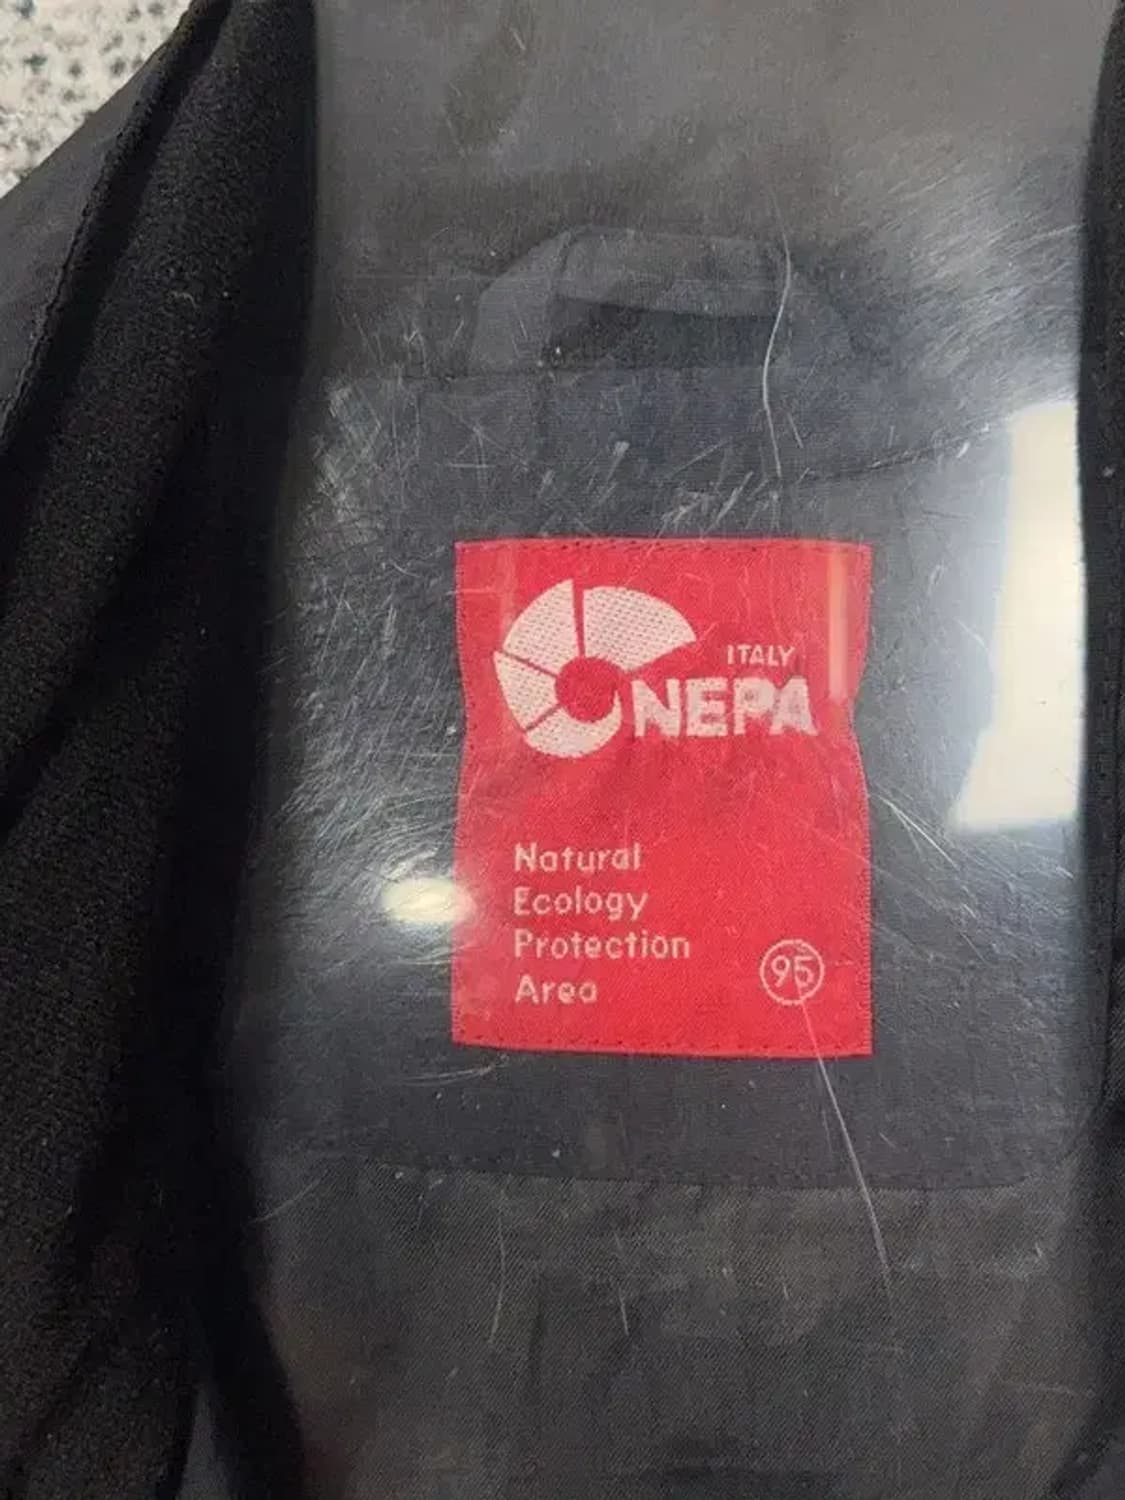 ITALY
NEPA
Natural
Ecology
Protection
Area
95